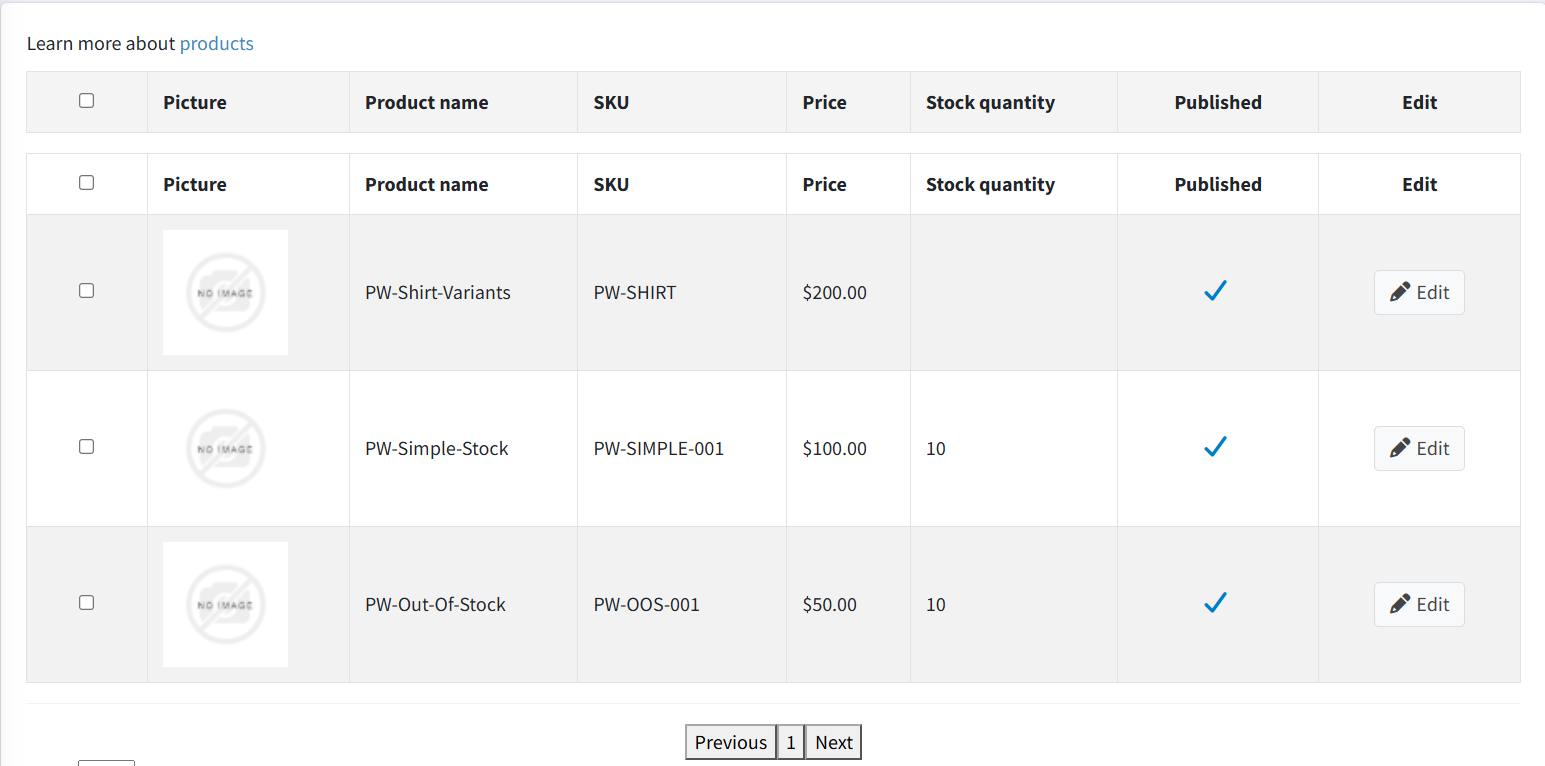 Learn more about products
Picture Product name SKU Price Stock quantity Published Edit
Picture Product name SKU Price Stock quantity Published Edit
NO IMAGE PW-Shirt-Variants PW-SHIRT $200.00 Edit
NO IMAGE PW-Simple-Stock PW-SIMPLE-001 $100.00 10 Edit
NO IMAGE PW-Out-Of-Stock PW-OOS-001 $50.00 10 Edit
Previous 1 Next